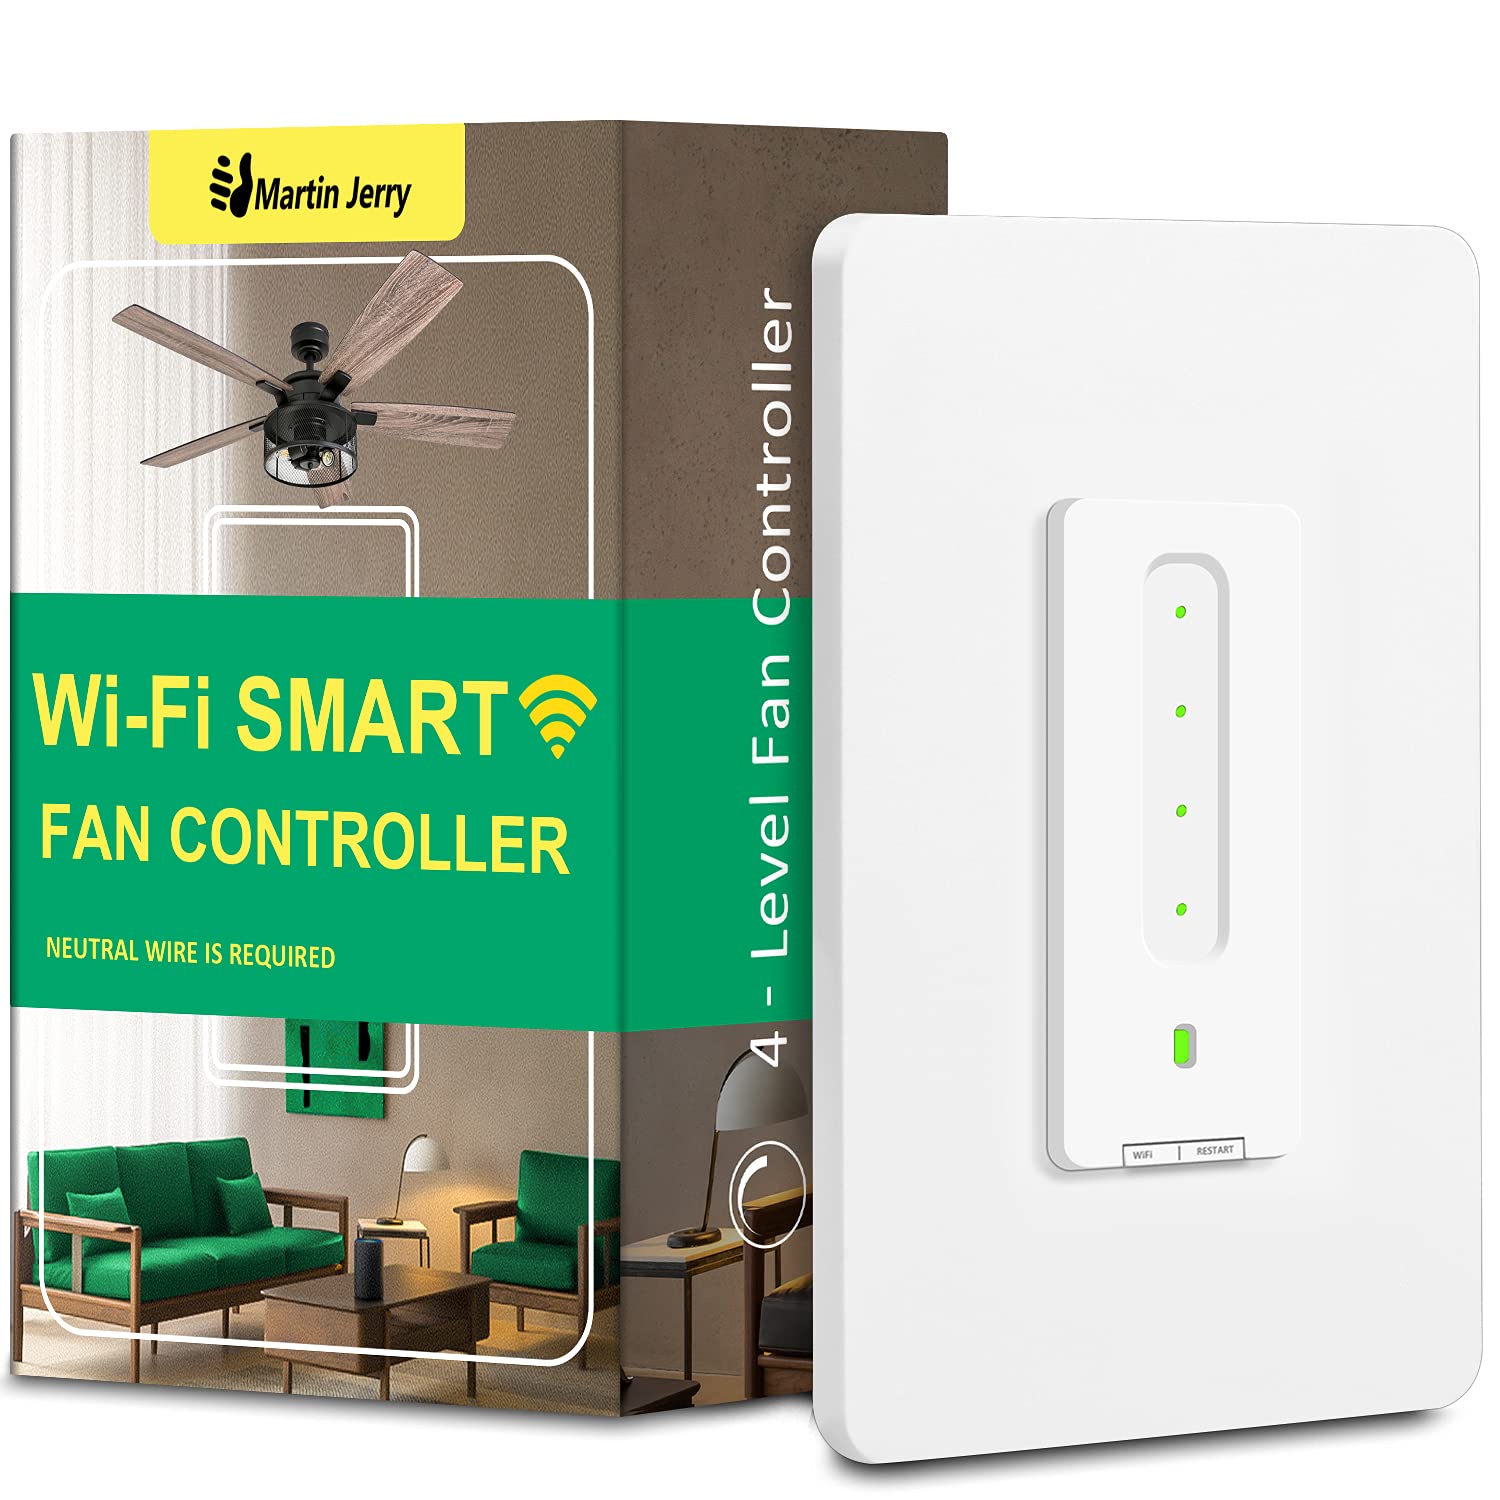 Martin Jerry
Wi-Fi SMART
FAN CONTROLLER
NEUTRAL WIRE IS REQUIRED
4 - Level Fan Controller
WiFi | RESTART